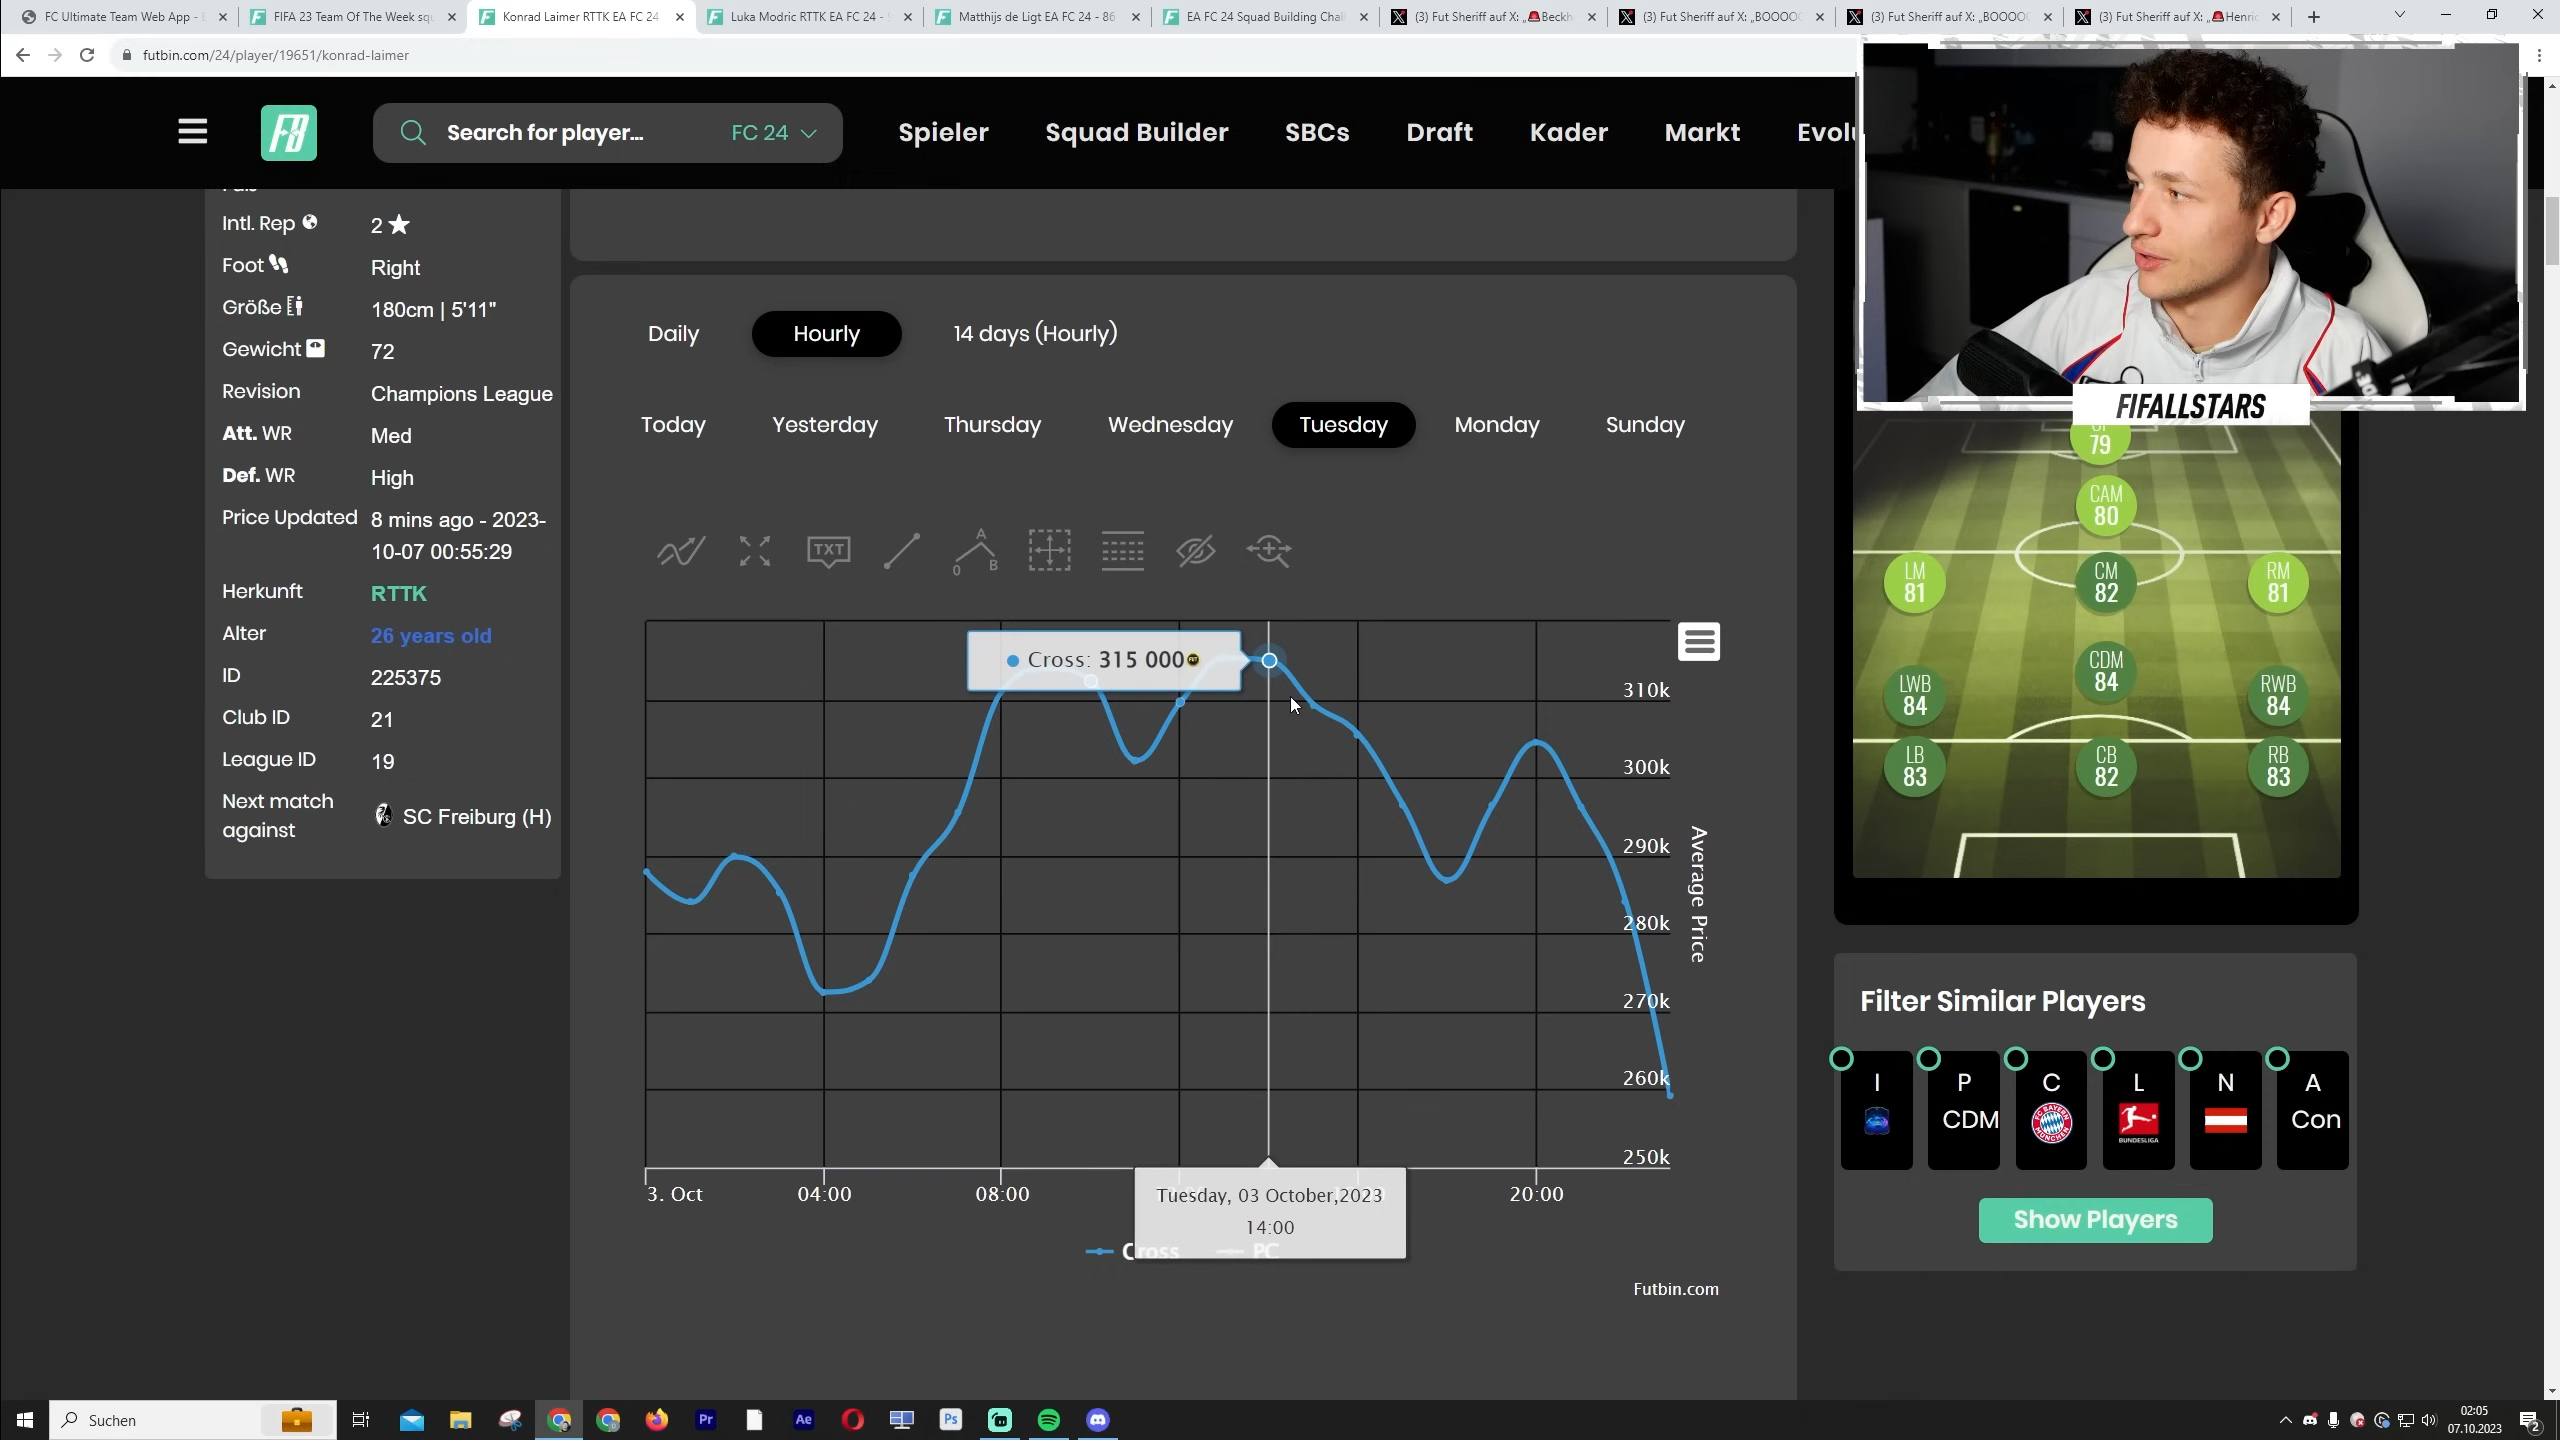 FC Ultimate Team Web App - E
FIFA 23 Team Of The Week squ
Konrad Laimer RTTK EA FC 24
Luka Modric RTTK EA FC 24 -
Matthijs de Ligt EA FC 24 - 86
EA FC 24 Squad Building Chal
(3) Fut Sheriff auf X: „🚨Beckh
(3) Fut Sheriff auf X: „BOOOO
(3) Fut Sheriff auf X: „BOOOO
(3) Fut Sheriff auf X: „🚨Henri
futbin.com/24/player/19651/konrad-laimer
Search for player...
FC 24
Spieler
Squad Builder
SBCs
Draft
Kader
Markt
Intl. Rep 2 ★
Foot Right
Größe 180cm | 5'11"
Gewicht 72
Revision Champions League
Att. WR Med
Def. WR High
Price Updated 8 mins ago - 2023-
10-07 00:55:29
Herkunft RTTK
Alter 26 years old
ID 225375
Club ID 21
League ID 19
Next match
against
SC Freiburg (H)
Daily
Hourly
14 days (Hourly)
Today
Yesterday
Thursday
Wednesday
Tuesday
Monday
Sunday
TXT
A
0 B
Cross: 315 000
310k
300k
290k
280k
270k
260k
250k
Average Price
3. Oct
04:00
08:00
20:00
Tuesday, 03 October,2023
14:00
Cross
PC
Futbin.com
FIFALLSTARS
79
CAM
80
LM
81
CM
82
RM
81
CDM
84
LWB
84
RWB
84
LB
83
CB
82
RB
83
Filter Similar Players
I
P
CDM
C
L
BUNDESLIGA
N
A
Con
Show Players
Suchen
Pr
Ae
Ps
02:05
07.10.2023
2